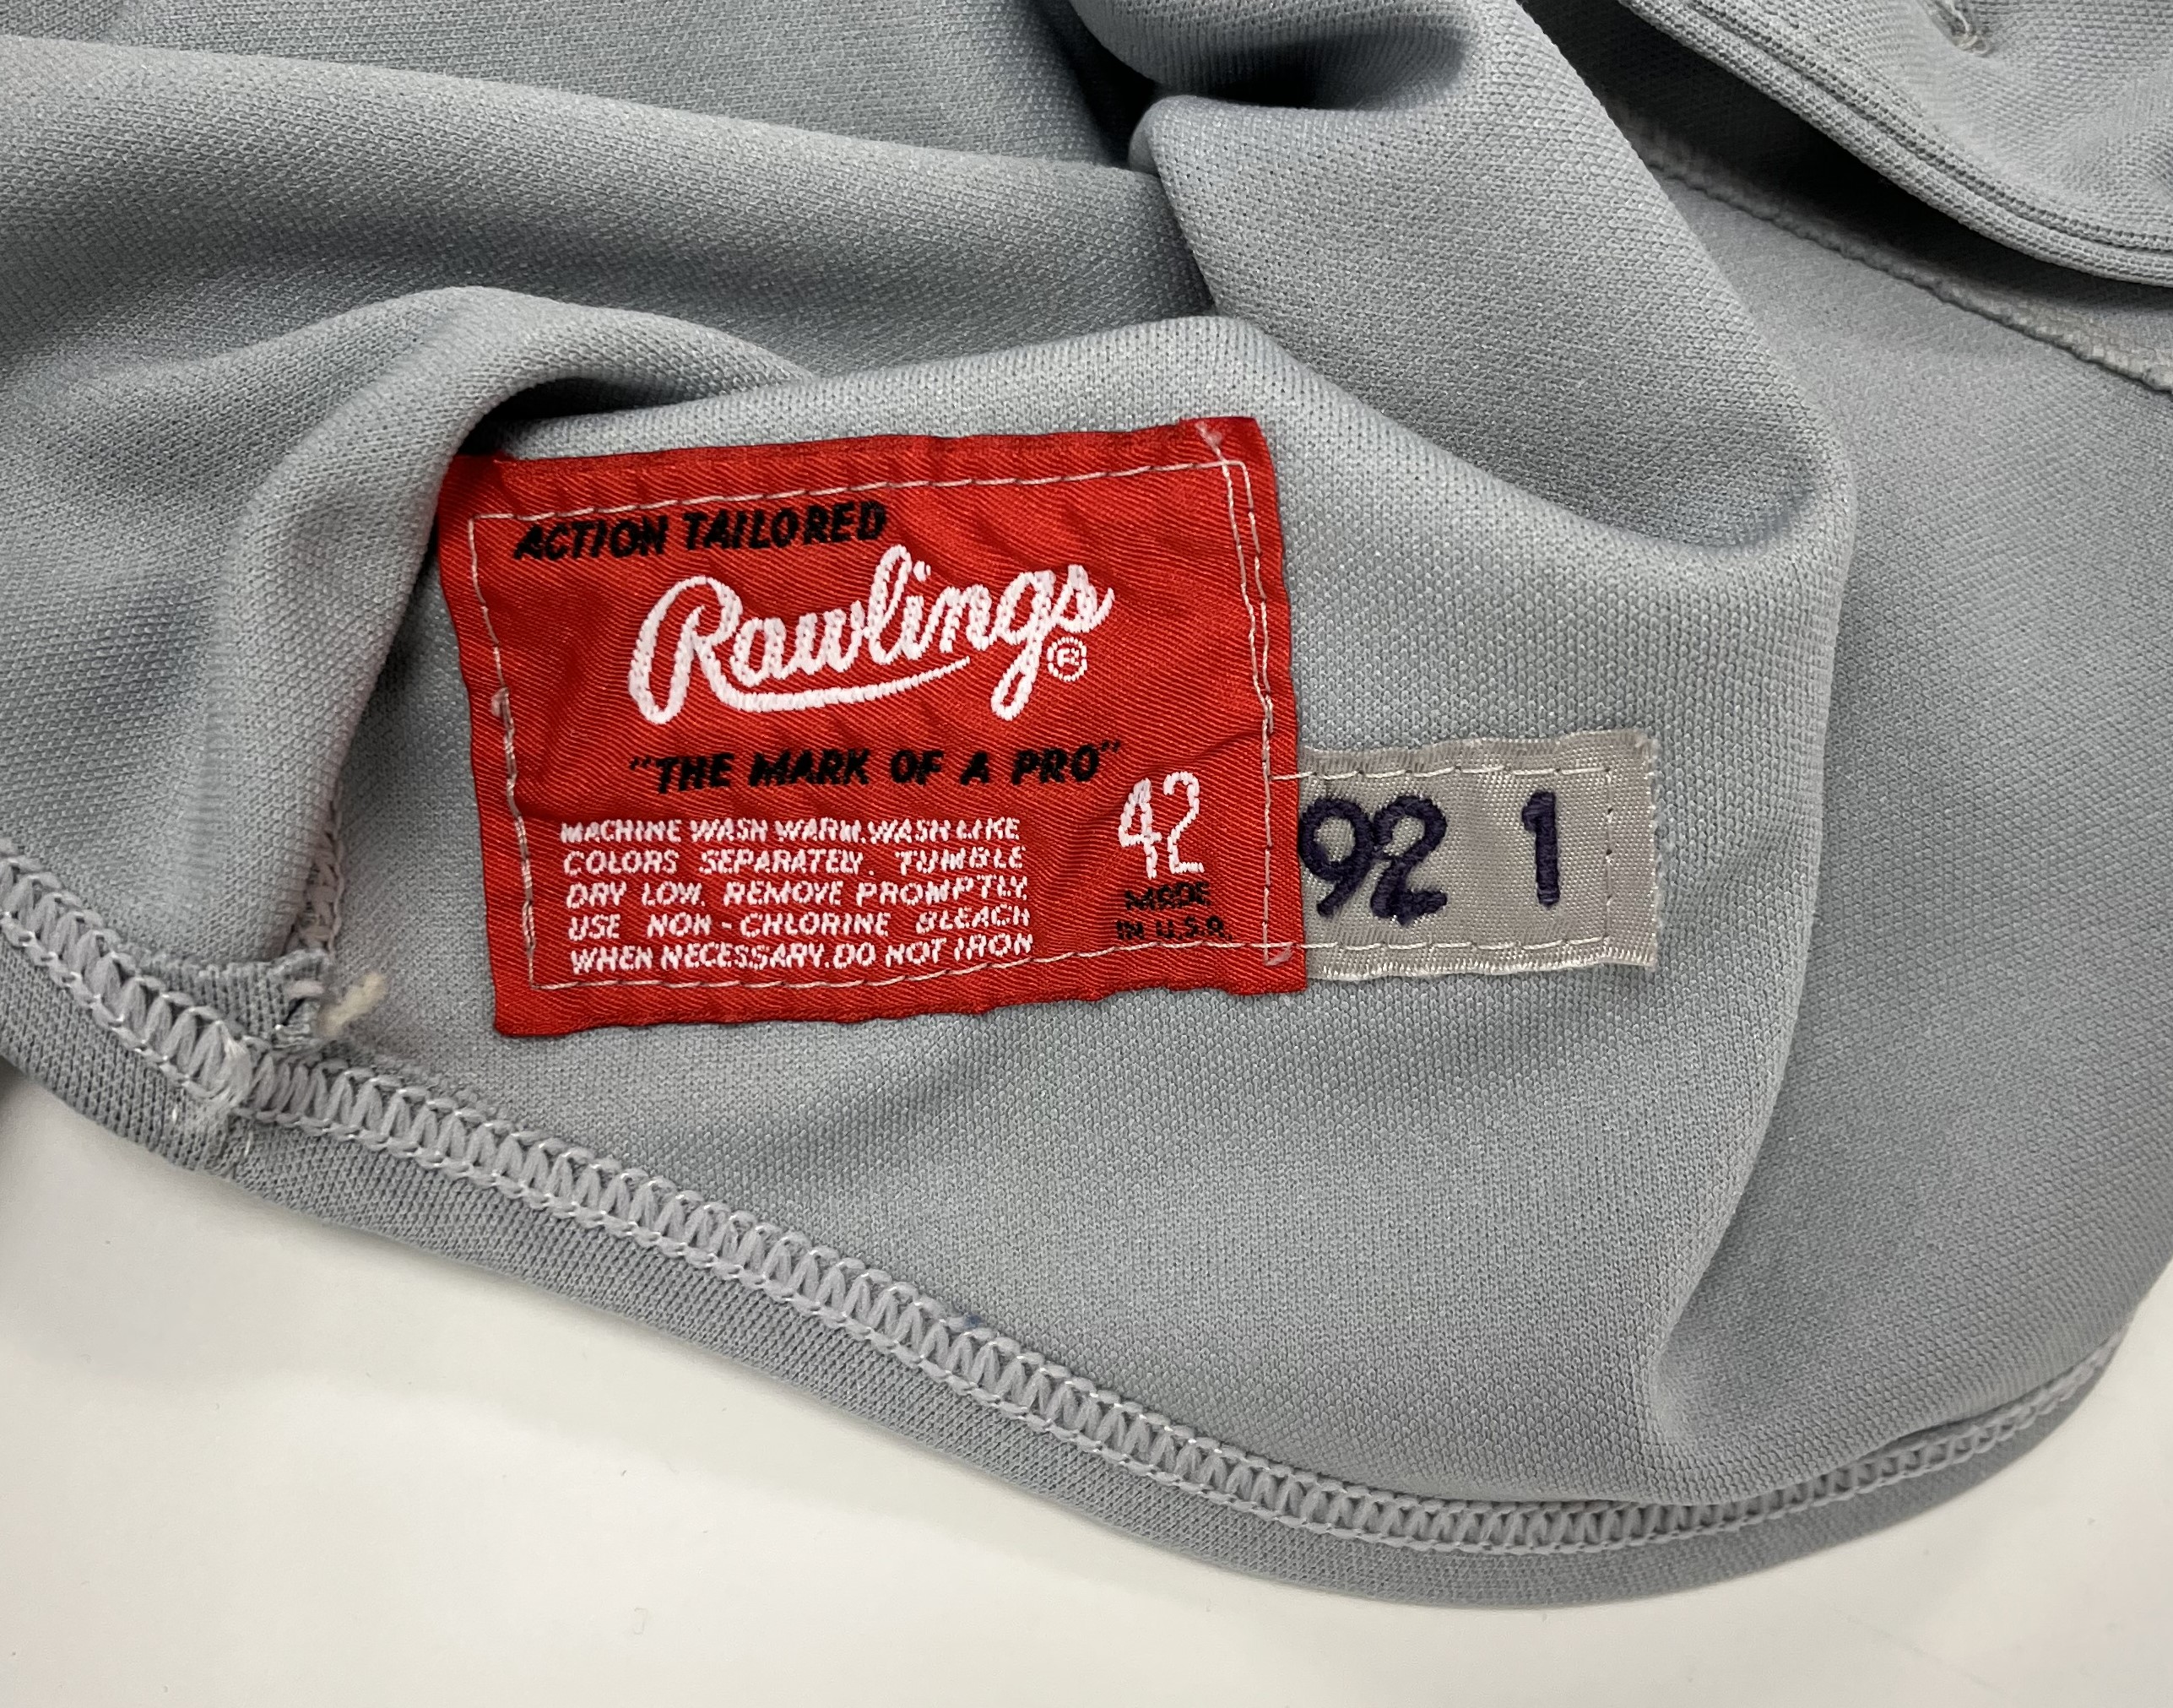 ACTION TAILORED
Rawlings®
"THE MARK OF A PRO"
MACHINE WASH WARM. WASH LIKE
COLORS SEPARATELY. TUMBLE
DRY LOW. REMOVE PROMPTLY.
USE NON-CHLORINE BLEACH
WHEN NECESSARY. DO NOT IRON
42
MADE
IN U.S.A.
92 1